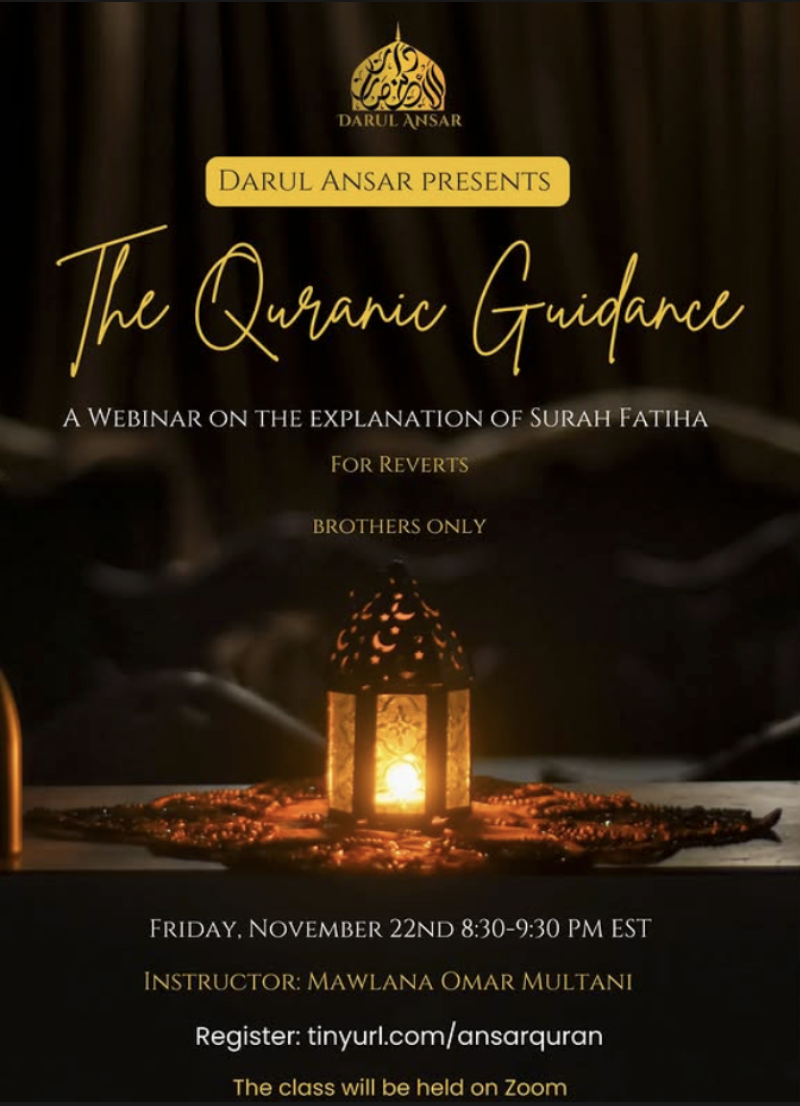 دار الأنصار
DARUL ANSAR
DARUL ANSAR PRESENTS
The Quranic Guidance
A WEBINAR ON THE EXPLANATION OF SURAH FATIHA
FOR REVERTS
BROTHERS ONLY
FRIDAY, NOVEMBER 22ND 8:30-9:30 PM EST
INSTRUCTOR: MAWLANA OMAR MULTANI
Register: tinyurl.com/ansarquran
The class will be held on Zoom